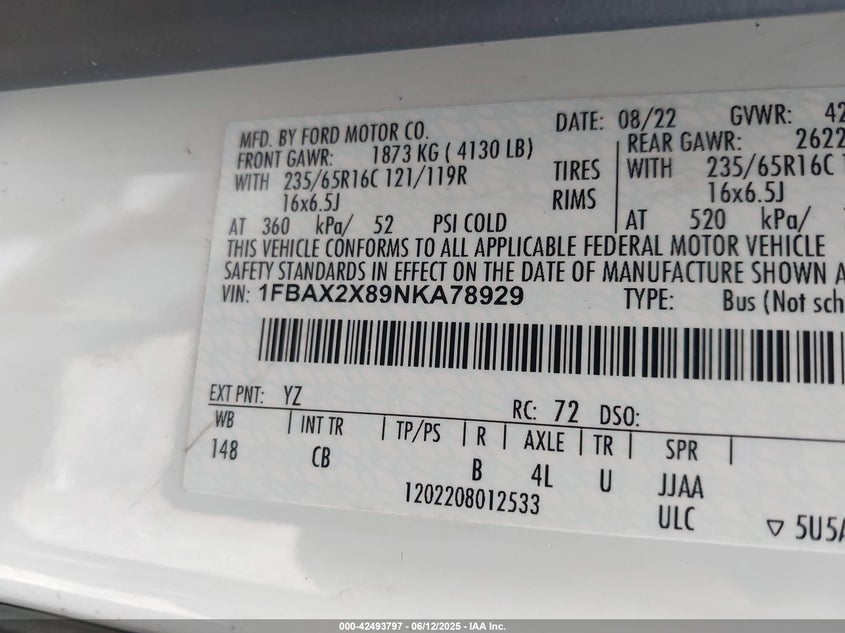 MFD. BY FORD MOTOR CO.
DATE: 08/22 GVWR: 42
FRONT GAWR: 1873 KG ( 4130 LB)
REAR GAWR: 2622
WITH 235/65R16C 121/119R TIRES WITH 235/65R16C
16x6.5J RIMS 16x6.5J
AT 360 kPa/ 52 PSI COLD AT 520 kPa/
THIS VEHICLE CONFORMS TO ALL APPLICABLE FEDERAL MOTOR VEHICLE
SAFETY STANDARDS IN EFFECT ON THE DATE OF MANUFACTURE SHOWN
VIN: 1FBAX2X89NKA78929 TYPE: Bus (Not sch
EXT PNT: YZ RC: 72 DSO:
WB INT TR TP/PS R AXLE TR SPR
148 CB B 4L U JJAA
1202208012533 ULC ▽ 5U5A
000-42493797 - 06/12/2025 - IAA Inc.